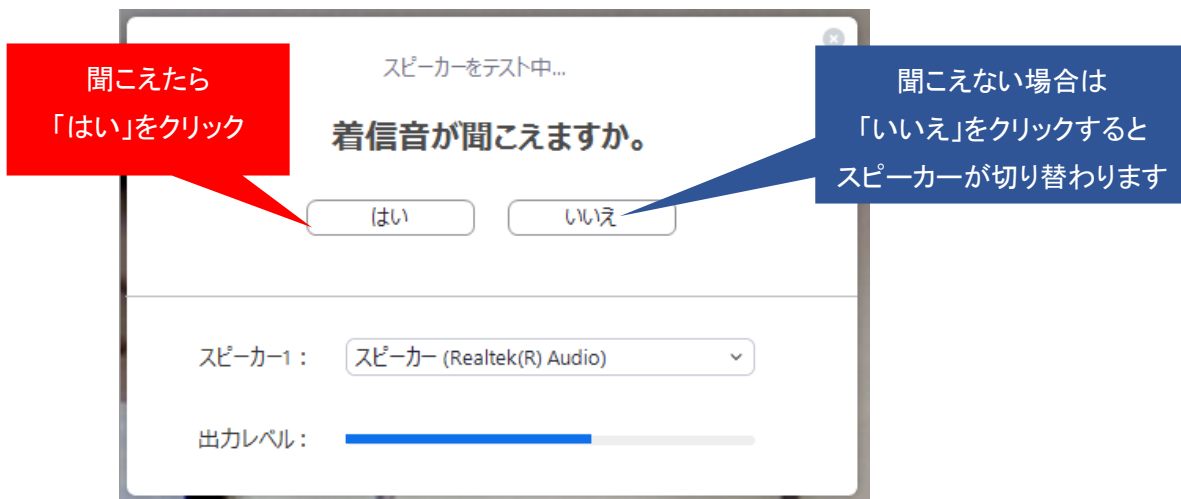 スピーカーをテスト中...
聞こえたら
「はい」をクリック
着信音が聞こえますか。
聞こえない場合は
「いいえ」をクリックすると
スピーカーが切り替わります
はい
いいえ
スピーカー1：
スピーカー (Realtek(R) Audio)
出力レベル：